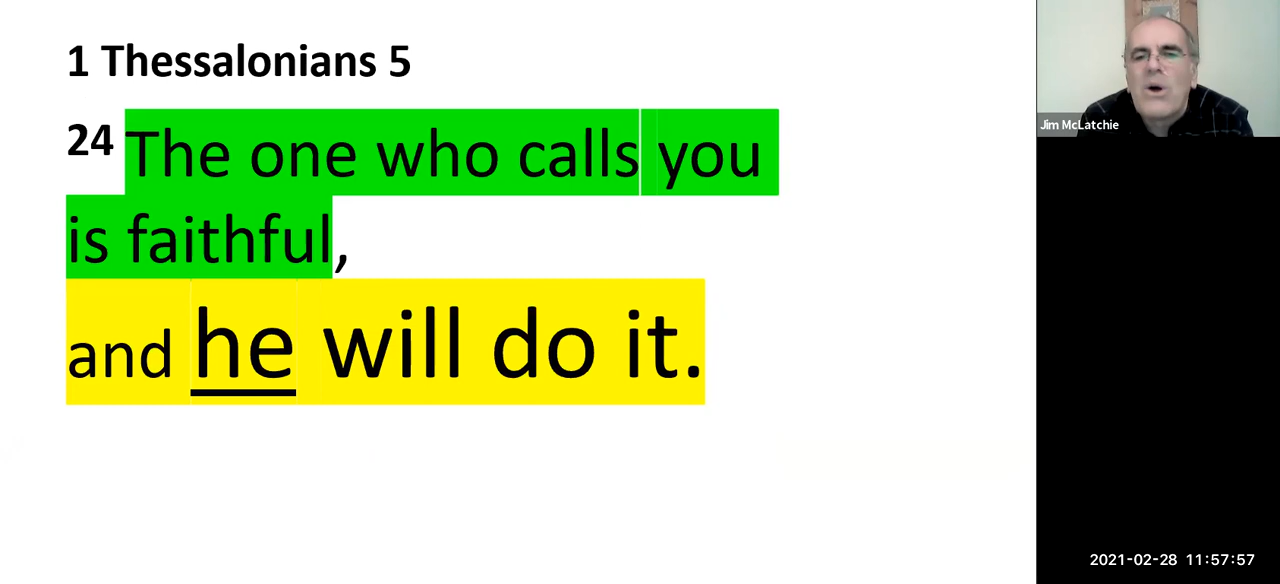 1 Thessalonians 5
24 The one who calls you
is faithful,
and he will do it.
Jim McLatchie
2021-02-28 11:57:57